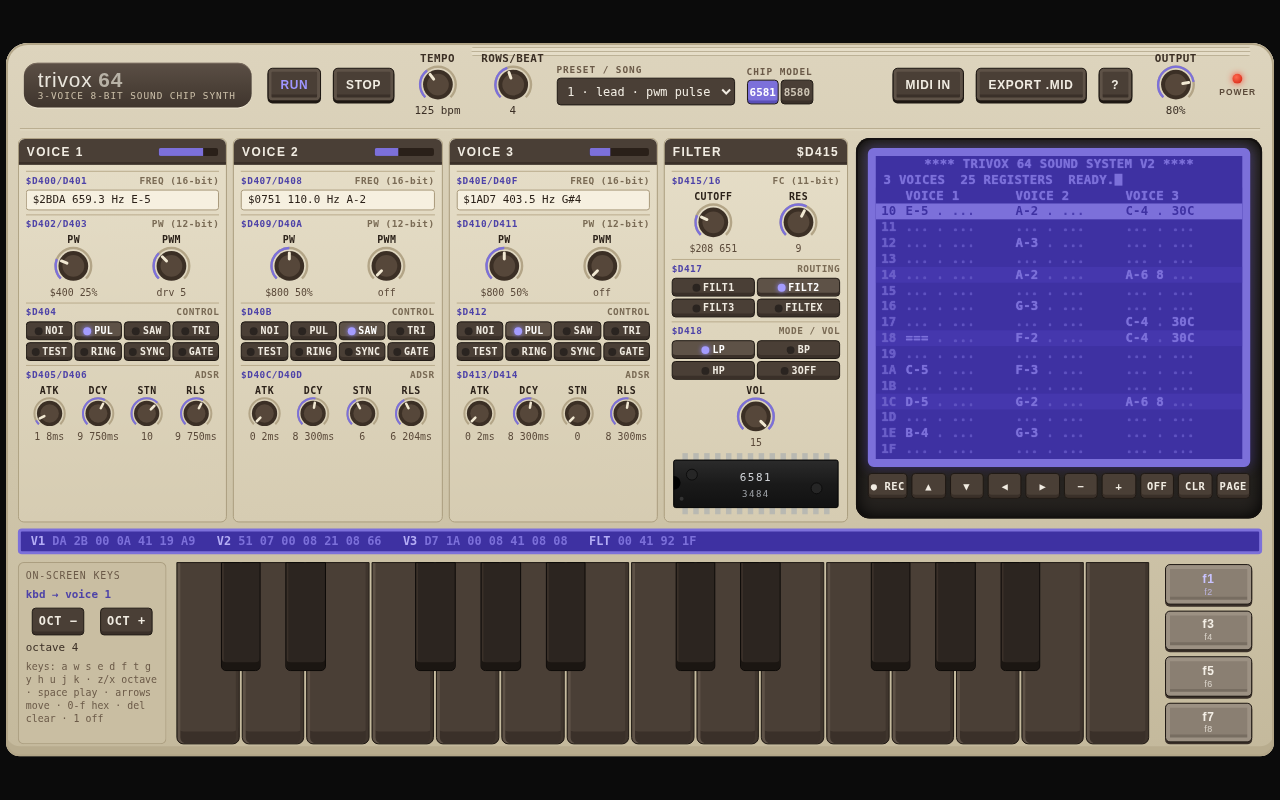 trivox 64
3-VOICE 8-BIT SOUND CHIP SYNTH
RUN
STOP
TEMPO
125 bpm
ROWS/BEAT
4
PRESET / SONG
1 · lead · pwm pulse
CHIP MODEL
6581 8580
MIDI IN
EXPORT .MID
?
OUTPUT
80%
POWER
VOICE 1
$D400/D401 FREQ (16-bit)
$2BDA 659.3 Hz E-5
$D402/D403 PW (12-bit)
PW PWM
$400 25% drv 5
$D404 CONTROL
NOI PUL SAW TRI
TEST RING SYNC GATE
$D405/D406 ADSR
ATK DCY STN RLS
1 8ms 9 750ms 10 9 750ms
VOICE 2
$D407/D408 FREQ (16-bit)
$0751 110.0 Hz A-2
$D409/D40A PW (12-bit)
PW PWM
$800 50% off
$D40B CONTROL
NOI PUL SAW TRI
TEST RING SYNC GATE
$D40C/D40D ADSR
ATK DCY STN RLS
0 2ms 8 300ms 6 6 204ms
VOICE 3
$D40E/D40F FREQ (16-bit)
$1AD7 403.5 Hz G#4
$D410/D411 PW (12-bit)
PW PWM
$800 50% off
$D412 CONTROL
NOI PUL SAW TRI
TEST RING SYNC GATE
$D413/D414 ADSR
ATK DCY STN RLS
0 2ms 8 300ms 0 8 300ms
FILTER $D415
$D415/16 FC (11-bit)
CUTOFF RES
$208 651 9
$D417 ROUTING
FILT1 FILT2
FILT3 FILTEX
$D418 MODE / VOL
LP BP
HP 3OFF
VOL
15
6581
3484
**** TRIVOX 64 SOUND SYSTEM V2 ****
3 VOICES 25 REGISTERS READY.
VOICE 1 VOICE 2 VOICE 3
10 E-5 . ... A-2 . ... C-4 . 30C
11 ... . ... ... . ... ... . ...
12 ... . ... A-3 . ... ... . ...
13 ... . ... ... . ... ... . ...
14 ... . ... A-2 . ... A-6 8 ...
15 ... . ... ... . ... ... . ...
16 ... . ... G-3 . ... ... . ...
17 ... . ... ... . ... C-4 . 30C
18 === . ... F-2 . ... C-4 . 30C
19 ... . ... ... . ... ... . ...
1A C-5 . ... F-3 . ... ... . ...
1B ... . ... ... . ... ... . ...
1C D-5 . ... G-2 . ... A-6 8 ...
1D ... . ... ... . ... ... . ...
1E B-4 . ... G-3 . ... ... . ...
1F ... . ... ... . ... ... . ...
● REC ▲ ▼ ◀ ▶ − + OFF CLR PAGE
V1 DA 2B 00 0A 41 19 A9 V2 51 07 00 08 21 08 66 V3 D7 1A 00 08 41 08 08 FLT 00 41 92 1F
ON-SCREEN KEYS
kbd → voice 1
OCT − OCT +
octave 4
keys: a w s e d f t g
y h u j k · z/x octave
· space play · arrows
move · 0-f hex · del
clear · 1 off
f1
f2
f3
f4
f5
f6
f7
f8